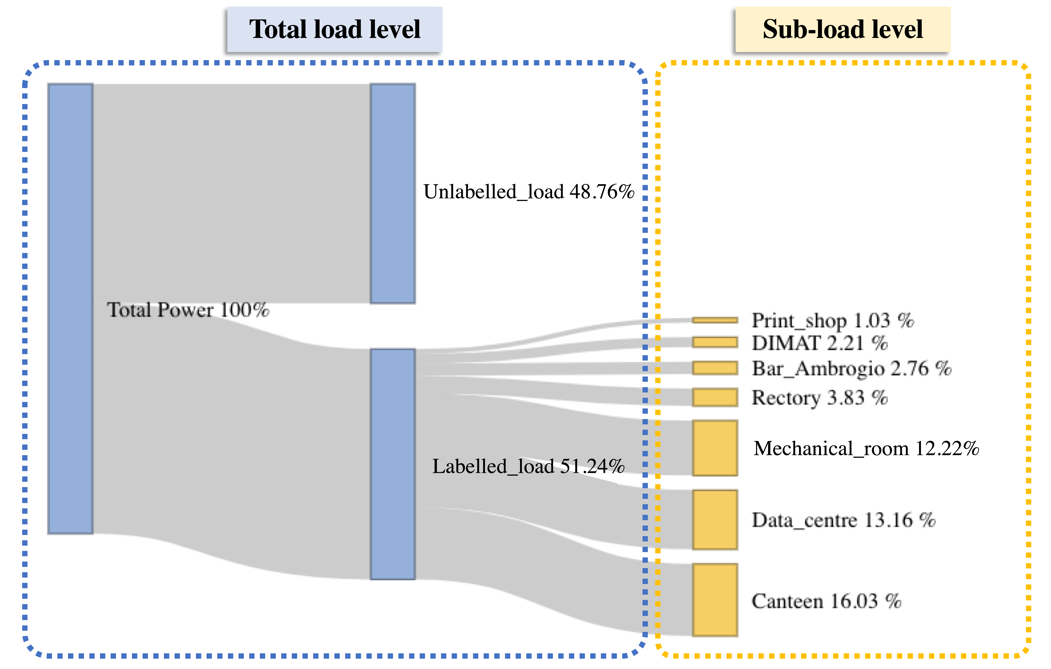 Total load level
Sub-load level
Unlabelled_load 48.76%
Total Power 100%
Print_shop 1.03 %
DIMAT 2.21 %
Bar_Ambrogio 2.76 %
Rectory 3.83 %
Mechanical_room 12.22%
Labelled_load 51.24%
Data_centre 13.16 %
Canteen 16.03 %